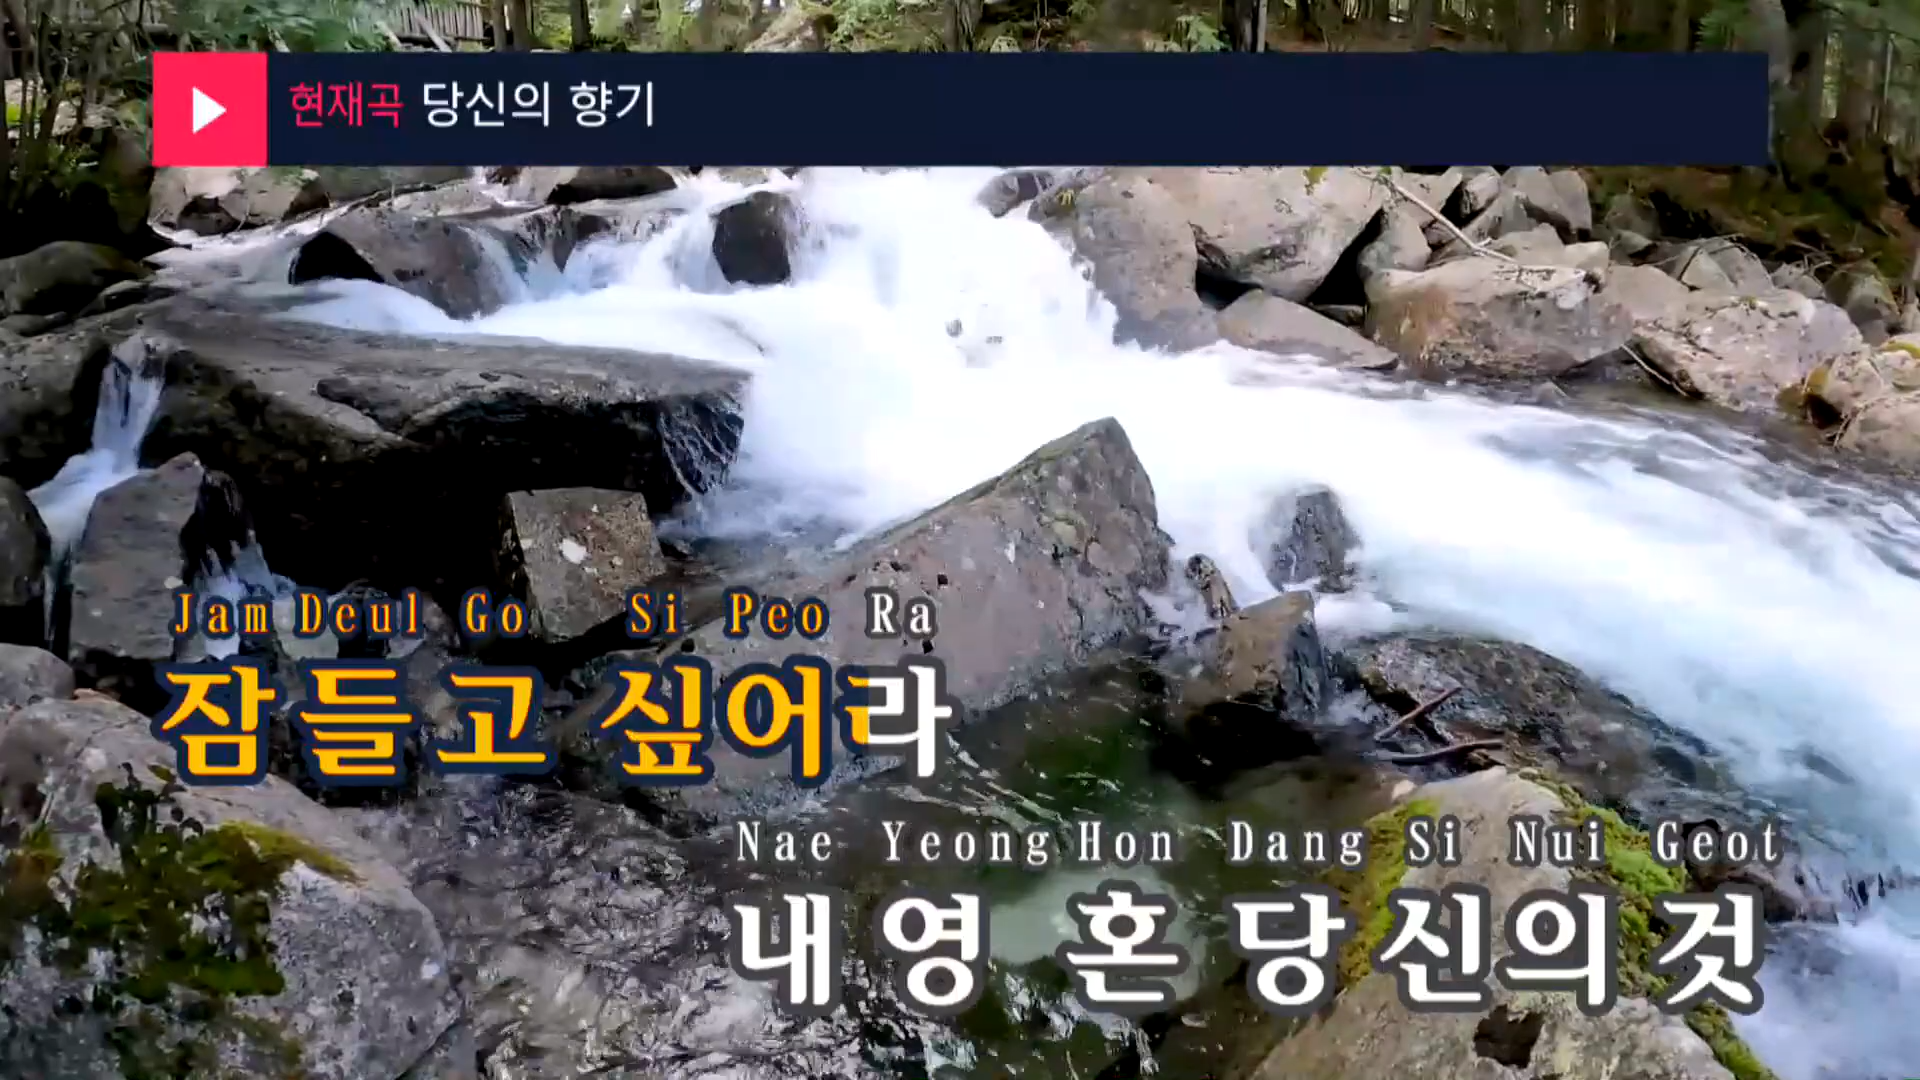 현재곡 당신의 향기
Jam Deul Go Si Peo Ra
잠들고 싶어라
Nae Yeong Hon Dang Si Nui Geot
내 영혼 당신의 것